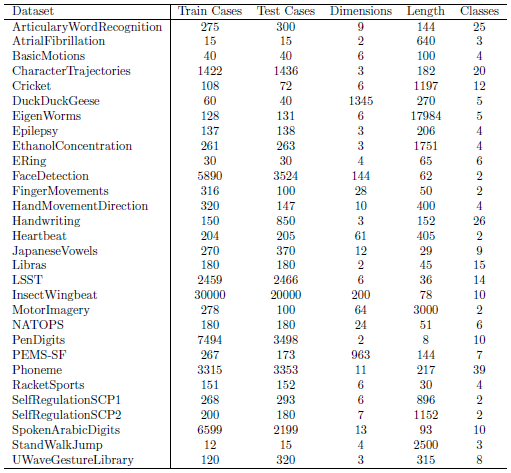 Dataset Train Cases Test Cases Dimensions Length Classes
ArticularyWordRecognition 275 300 9 144 25
AtrialFibrillation 15 15 2 640 3
BasicMotions 40 40 6 100 4
CharacterTrajectories 1422 1436 3 182 20
Cricket 108 72 6 1197 12
DuckDuckGeese 60 40 1345 270 5
EigenWorms 128 131 6 17984 5
Epilepsy 137 138 3 206 4
EthanolConcentration 261 263 3 1751 4
ERing 30 30 4 65 6
FaceDetection 5890 3524 144 62 2
FingerMovements 316 100 28 50 2
HandMovementDirection 320 147 10 400 4
Handwriting 150 850 3 152 26
Heartbeat 204 205 61 405 2
JapaneseVowels 270 370 12 29 9
Libras 180 180 2 45 15
LSST 2459 2466 6 36 14
InsectWingbeat 30000 20000 200 78 10
MotorImagery 278 100 64 3000 2
NATOPS 180 180 24 51 6
PenDigits 7494 3498 2 8 10
PEMS-SF 267 173 963 144 7
Phoneme 3315 3353 11 217 39
RacketSports 151 152 6 30 4
SelfRegulationSCP1 268 293 6 896 2
SelfRegulationSCP2 200 180 7 1152 2
SpokenArabicDigits 6599 2199 13 93 10
StandWalkJump 12 15 4 2500 3
UWaveGestureLibrary 120 320 3 315 8